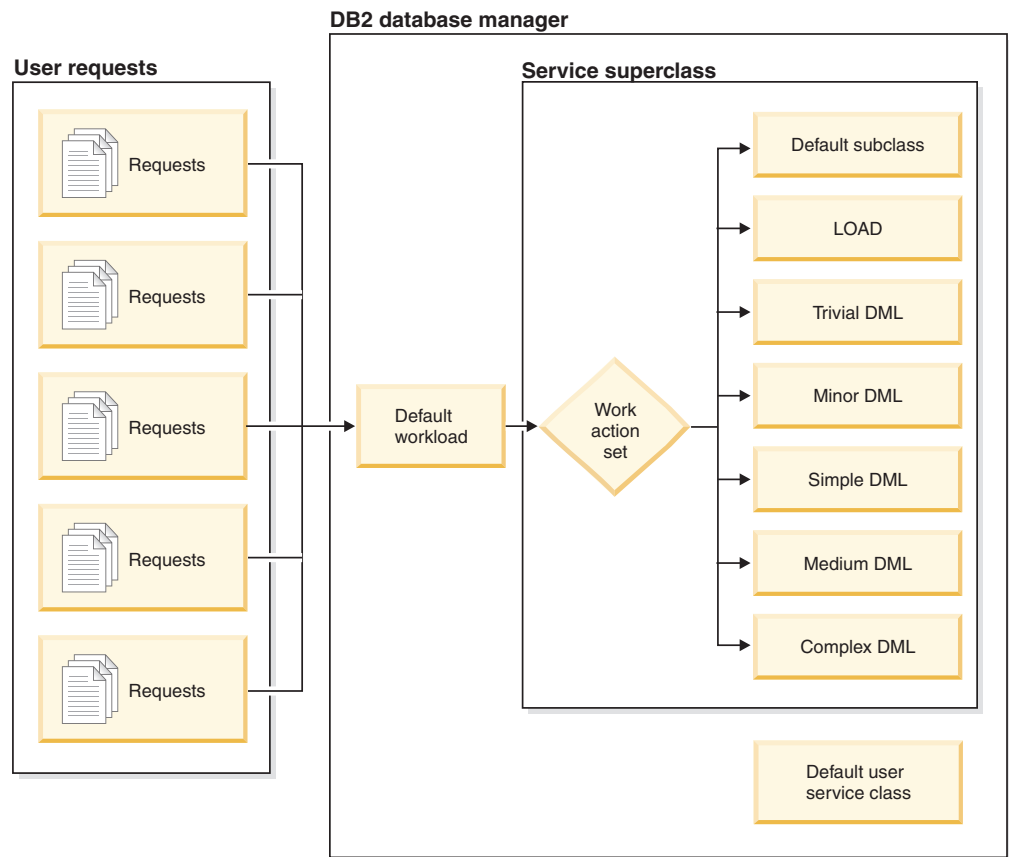 DB2 database manager
User requests
Service superclass
Requests
Requests
Requests
Requests
Requests
Default
workload
Work
action
set
Default subclass
LOAD
Trivial DML
Minor DML
Simple DML
Medium DML
Complex DML
Default user
service class